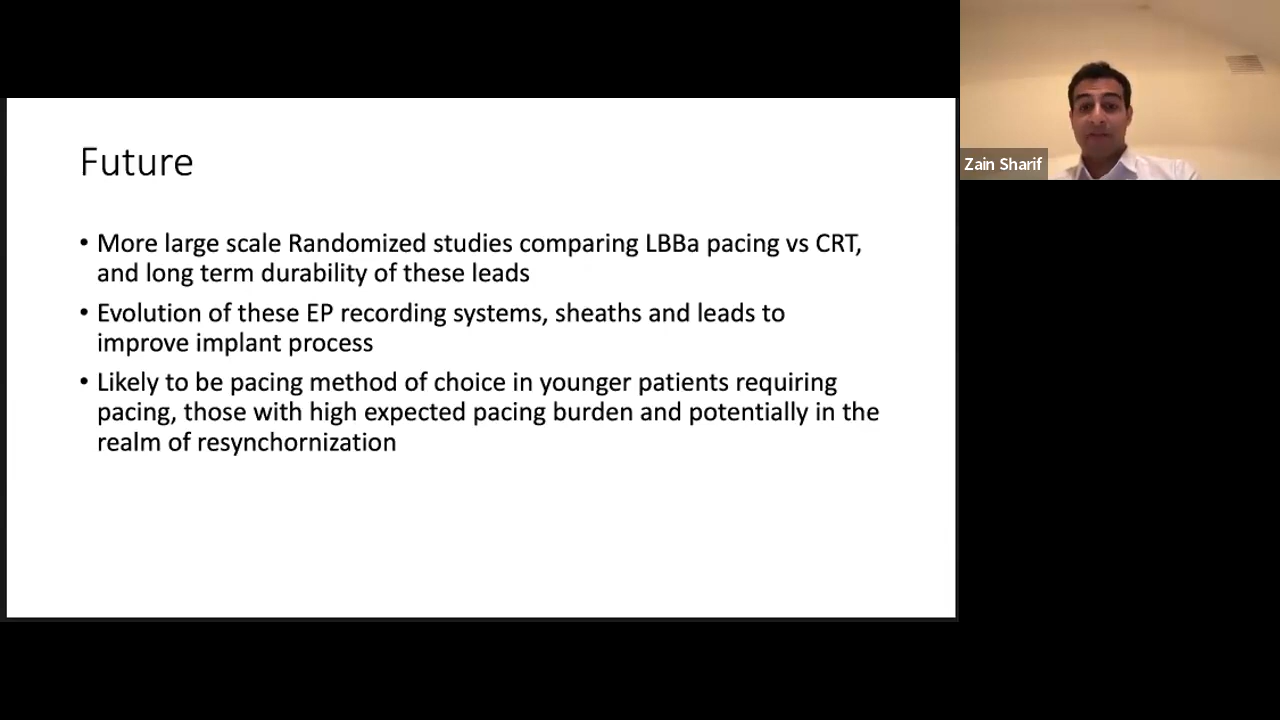 Future
• More large scale Randomized studies comparing LBBa pacing vs CRT,
and long term durability of these leads
• Evolution of these EP recording systems, sheaths and leads to
improve implant process
• Likely to be pacing method of choice in younger patients requiring
pacing, those with high expected pacing burden and potentially in the
realm of resynchornization
Zain Sharif